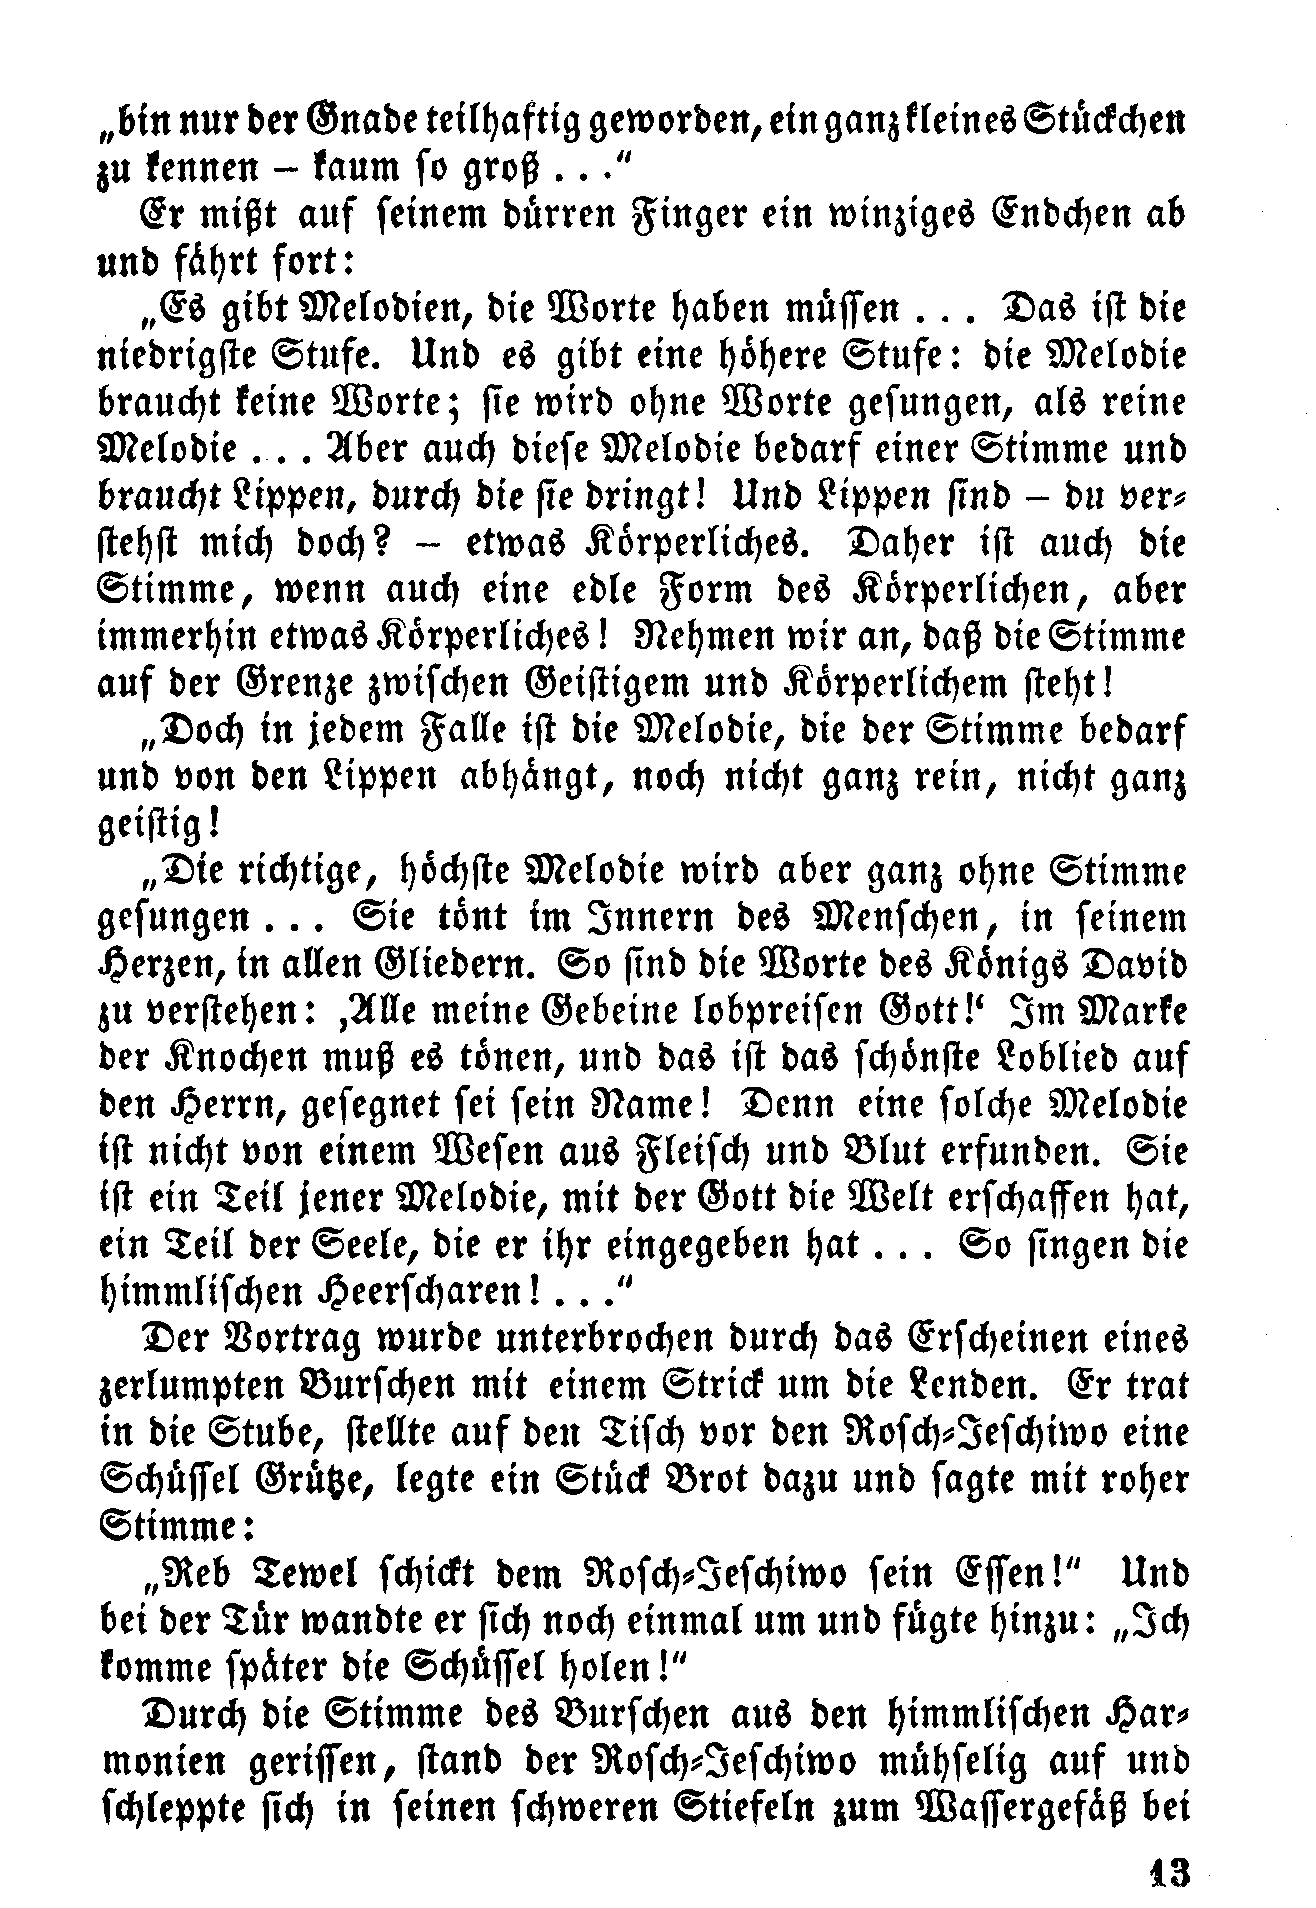 „bin nur der Gnade teilhaftig geworden, ein ganz kleines Stückchen
zu kennen – kaum so groß . . .“
Er mißt auf seinem dürren Finger ein winziges Endchen ab
und fährt fort:
„Es gibt Melodien, die Worte haben müssen . . . Das ist die
niedrigste Stufe. Und es gibt eine höhere Stufe: die Melodie
braucht keine Worte; sie wird ohne Worte gesungen, als reine
Melodie . . . Aber auch diese Melodie bedarf einer Stimme und
braucht Lippen, durch die sie dringt! Und Lippen sind – du ver-
stehst mich doch? – etwas Körperliches. Daher ist auch die
Stimme, wenn auch eine edle Form des Körperlichen, aber
immerhin etwas Körperliches! Nehmen wir an, daß die Stimme
auf der Grenze zwischen Geistigem und Körperlichem steht!
„Doch in jedem Falle ist die Melodie, die der Stimme bedarf
und von den Lippen abhängt, noch nicht ganz rein, nicht ganz
geistig!
„Die richtige, höchste Melodie wird aber ganz ohne Stimme
gesungen . . . Sie tönt im Innern des Menschen, in seinem
Herzen, in allen Gliedern. So sind die Worte des Königs David
zu verstehen: ‚Alle meine Gebeine lobpreisen Gott!‘ Im Marke
der Knochen muß es tönen, und das ist das schönste Loblied auf
den Herrn, gesegnet sei sein Name! Denn eine solche Melodie
ist nicht von einem Wesen aus Fleisch und Blut erfunden. Sie
ist ein Teil jener Melodie, mit der Gott die Welt erschaffen hat,
ein Teil der Seele, die er ihr eingegeben hat . . . So singen die
himmlischen Heerscharen! . . .“
Der Vortrag wurde unterbrochen durch das Erscheinen eines
zerlumpten Burschen mit einem Strick um die Lenden. Er trat
in die Stube, stellte auf den Tisch vor den Rosch-Jeschiwo eine
Schüssel Grütze, legte ein Stück Brot dazu und sagte mit roher
Stimme:
„Reb Tewel schickt dem Rosch-Jeschiwo sein Essen!“ Und
bei der Tür wandte er sich noch einmal um und fügte hinzu: „Ich
komme später die Schüssel holen!“
Durch die Stimme des Burschen aus den himmlischen Har-
monien gerissen, stand der Rosch-Jeschiwo mühselig auf und
schleppte sich in seinen schweren Stiefeln zum Wassergefäß bei
13